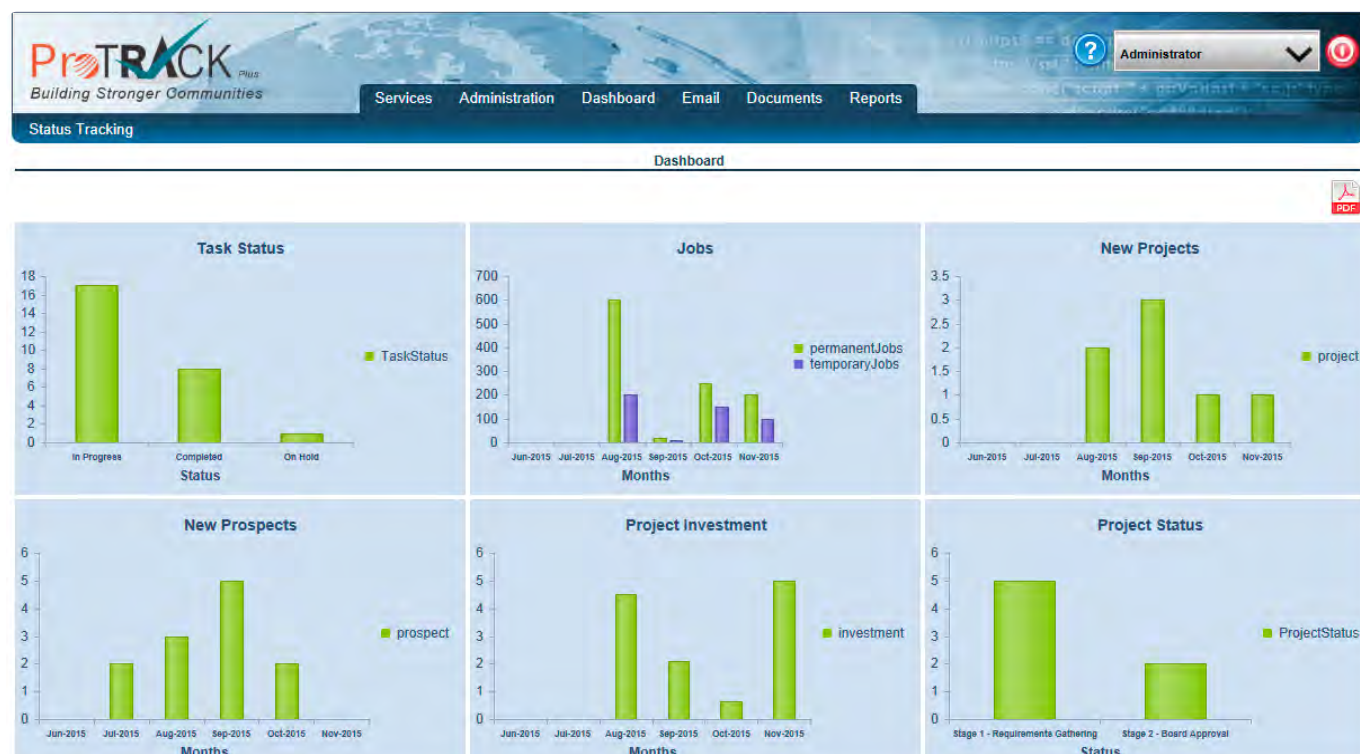 ProTRACK Plus
Building Stronger Communities
Administrator
Services Administration Dashboard Email Documents Reports
Status Tracking
Dashboard
PDF
Task Status
18
16
14
12
10
8
6
4
2
0
In Progress Completed On Hold
Status
TaskStatus
Jobs
700
600
500
400
300
200
100
0
Jun-2015 Jul-2015 Aug-2015 Sep-2015 Oct-2015 Nov-2015
Months
permanentJobs
temporaryJobs
New Projects
3.5
3
2.5
2
1.5
1
0.5
0
Jun-2015 Jul-2015 Aug-2015 Sep-2015 Oct-2015 Nov-2015
Months
project
New Prospects
6
5
4
3
2
1
0
Jun-2015 Jul-2015 Aug-2015 Sep-2015 Oct-2015 Nov-2015
Months
prospect
Project Investment
6
5
4
3
2
1
0
Jun-2015 Jul-2015 Aug-2015 Sep-2015 Oct-2015 Nov-2015
Months
investment
Project Status
6
5
4
3
2
1
0
Stage 1 - Requirements Gathering Stage 2 - Board Approval
Status
ProjectStatus